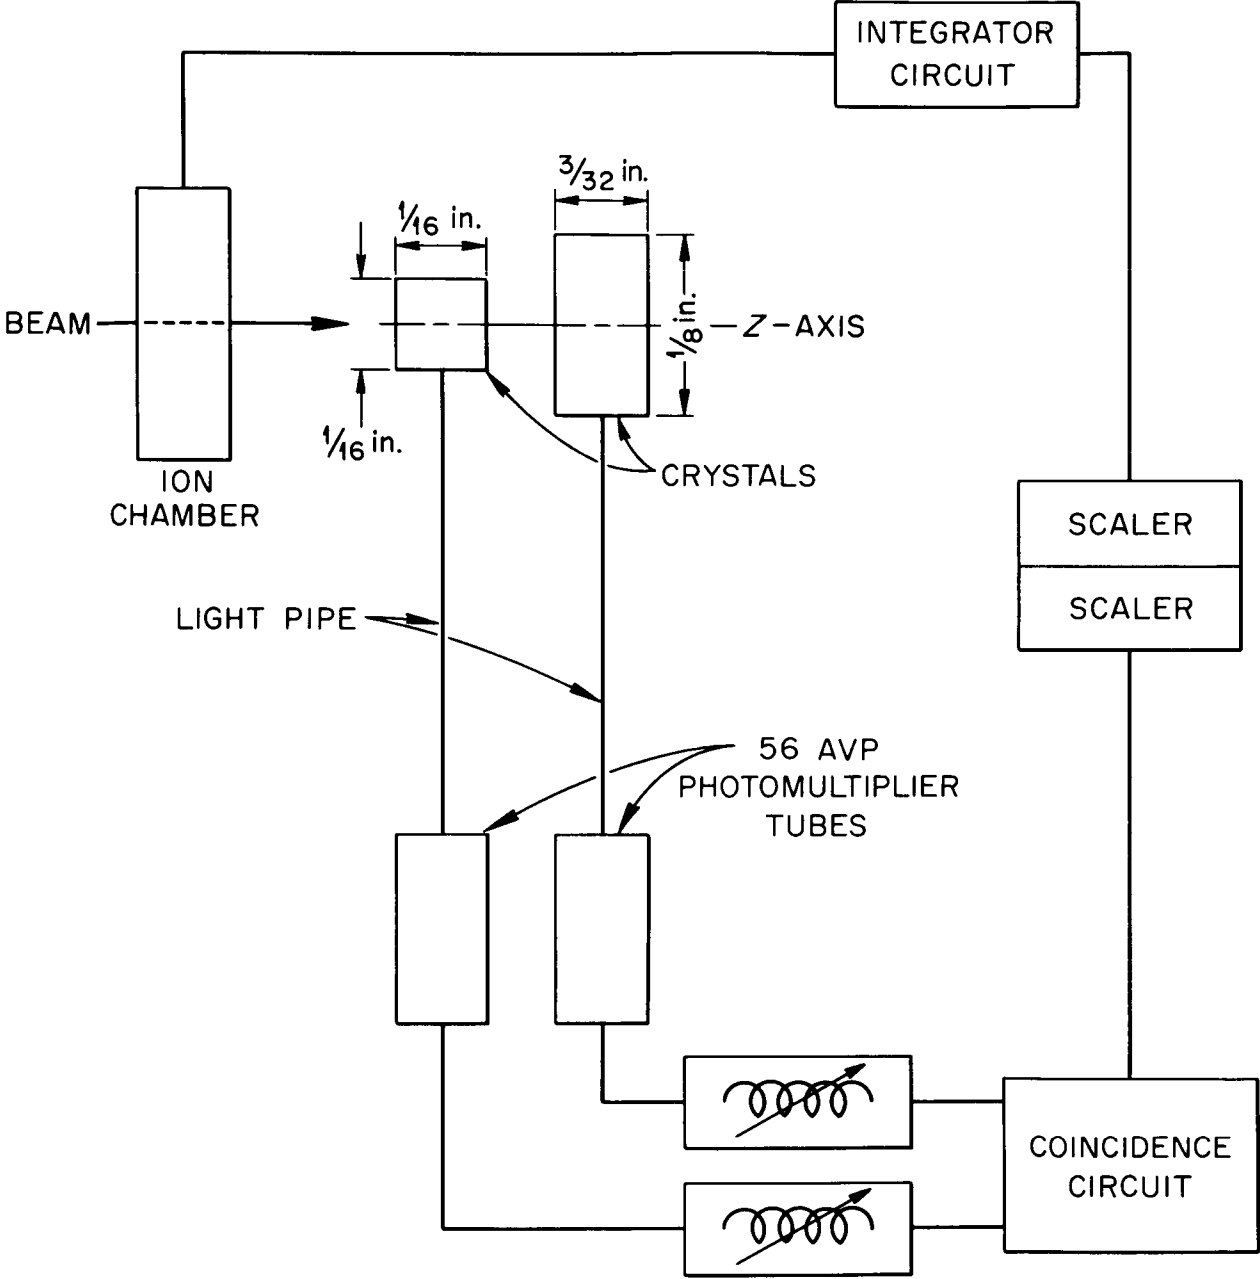 INTEGRATOR
CIRCUIT
3/32 in.
1/16 in.
BEAM
1/8 in.
Z-AXIS
1/16 in.
ION
CHAMBER
CRYSTALS
SCALER
SCALER
LIGHT PIPE
56 AVP
PHOTOMULTIPLIER
TUBES
COINCIDENCE
CIRCUIT